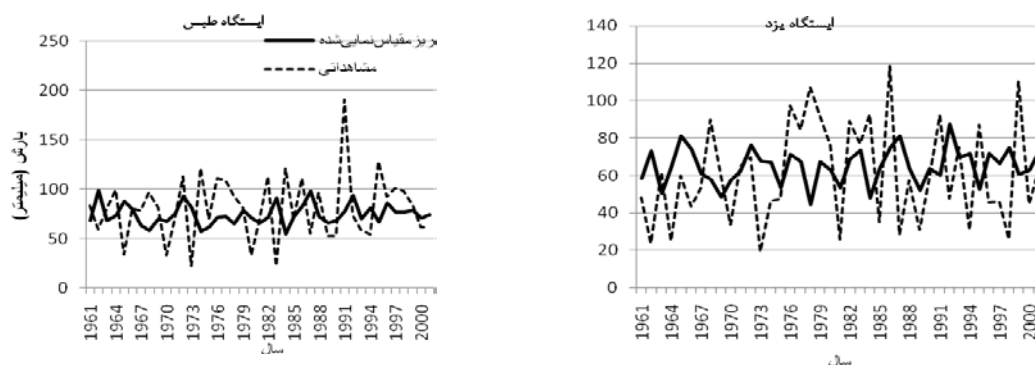 ایستگاه طبس
ریزمقیاس‌نمایی‌شده
مشاهداتی
بارش (میلیمتر)
250
200
150
100
50
0
1961 1964 1967 1970 1973 1976 1979 1982 1985 1988 1991 1994 1997 2000
سال
ایستگاه یزد
140
120
100
80
60
40
20
0
1961 1964 1967 1970 1973 1976 1979 1982 1985 1988 1991 1994 1997 2000
سال